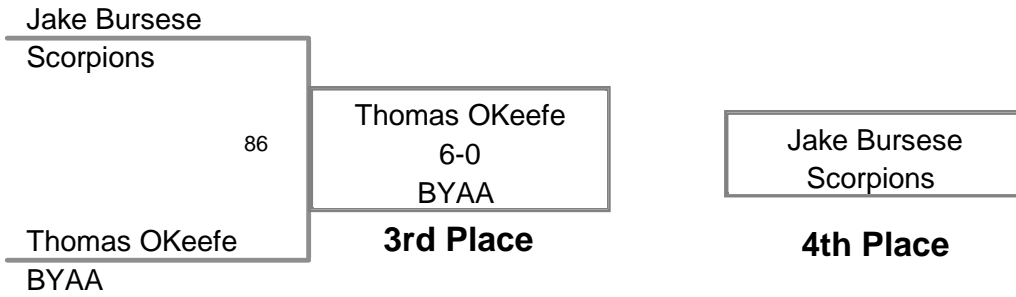 Jake Bursese
Scorpions
86
Thomas OKeefe
BYAA
Thomas OKeefe
6-0
BYAA
3rd Place
Jake Bursese
Scorpions
4th Place